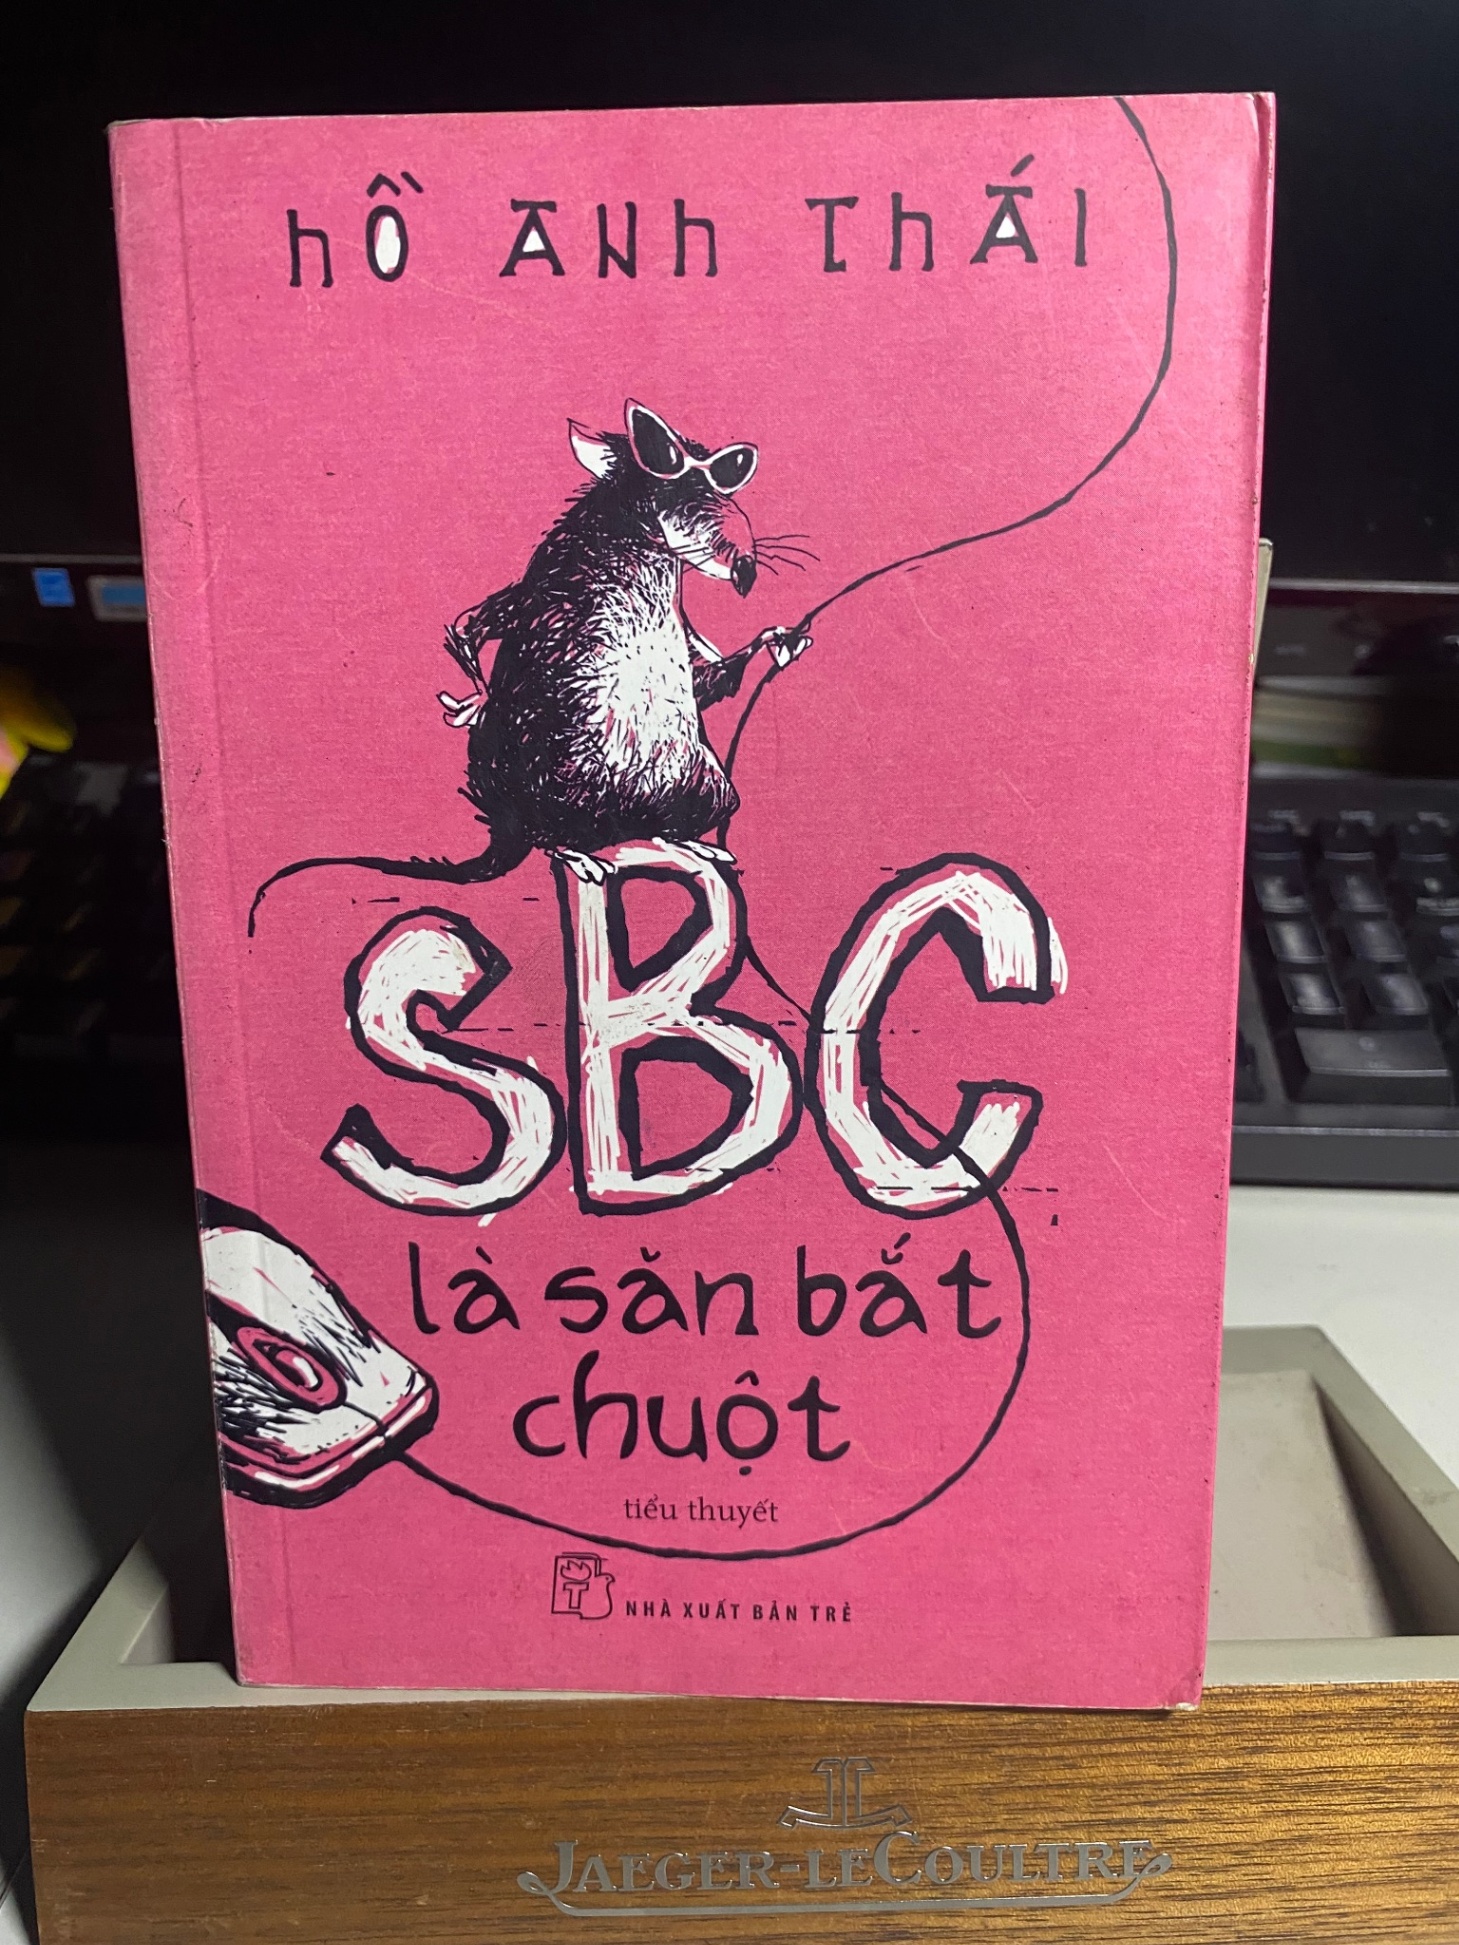 HỒ ANH THÁI
SBC
là săn bắt
chuột
tiểu thuyết
NHÀ XUẤT BẢN TRẺ
JAEGER-LECOULTRE